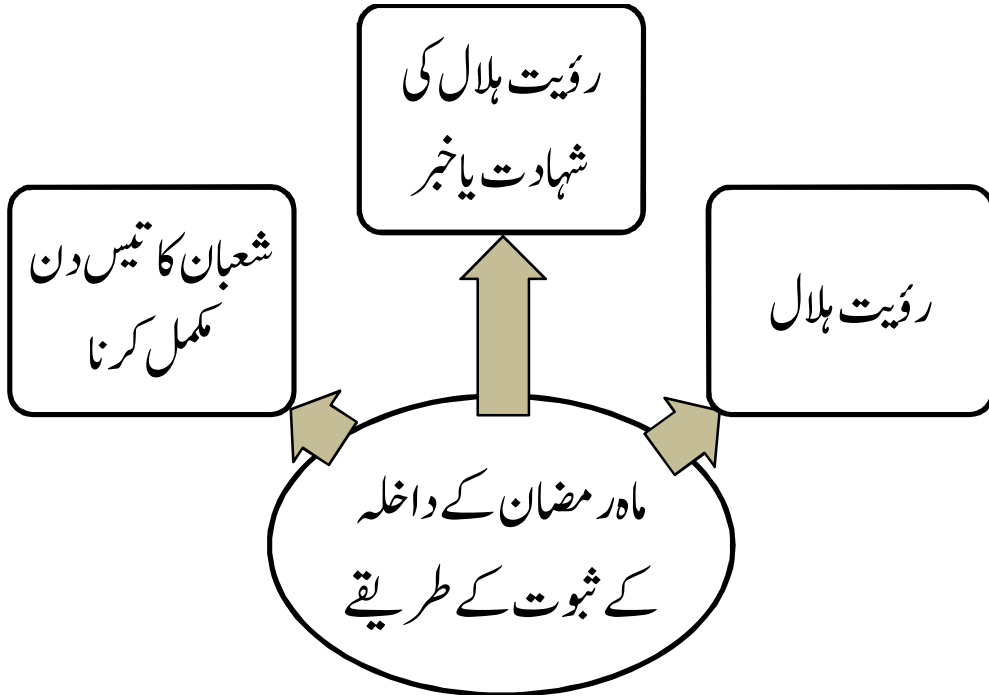 رؤیت ہلال کی
شہادت یا خبر
رؤیت ہلال
شعبان کا تیس دن
مکمل کرنا
ماہ رمضان کے داخلہ
کے ثبوت کے طریقے